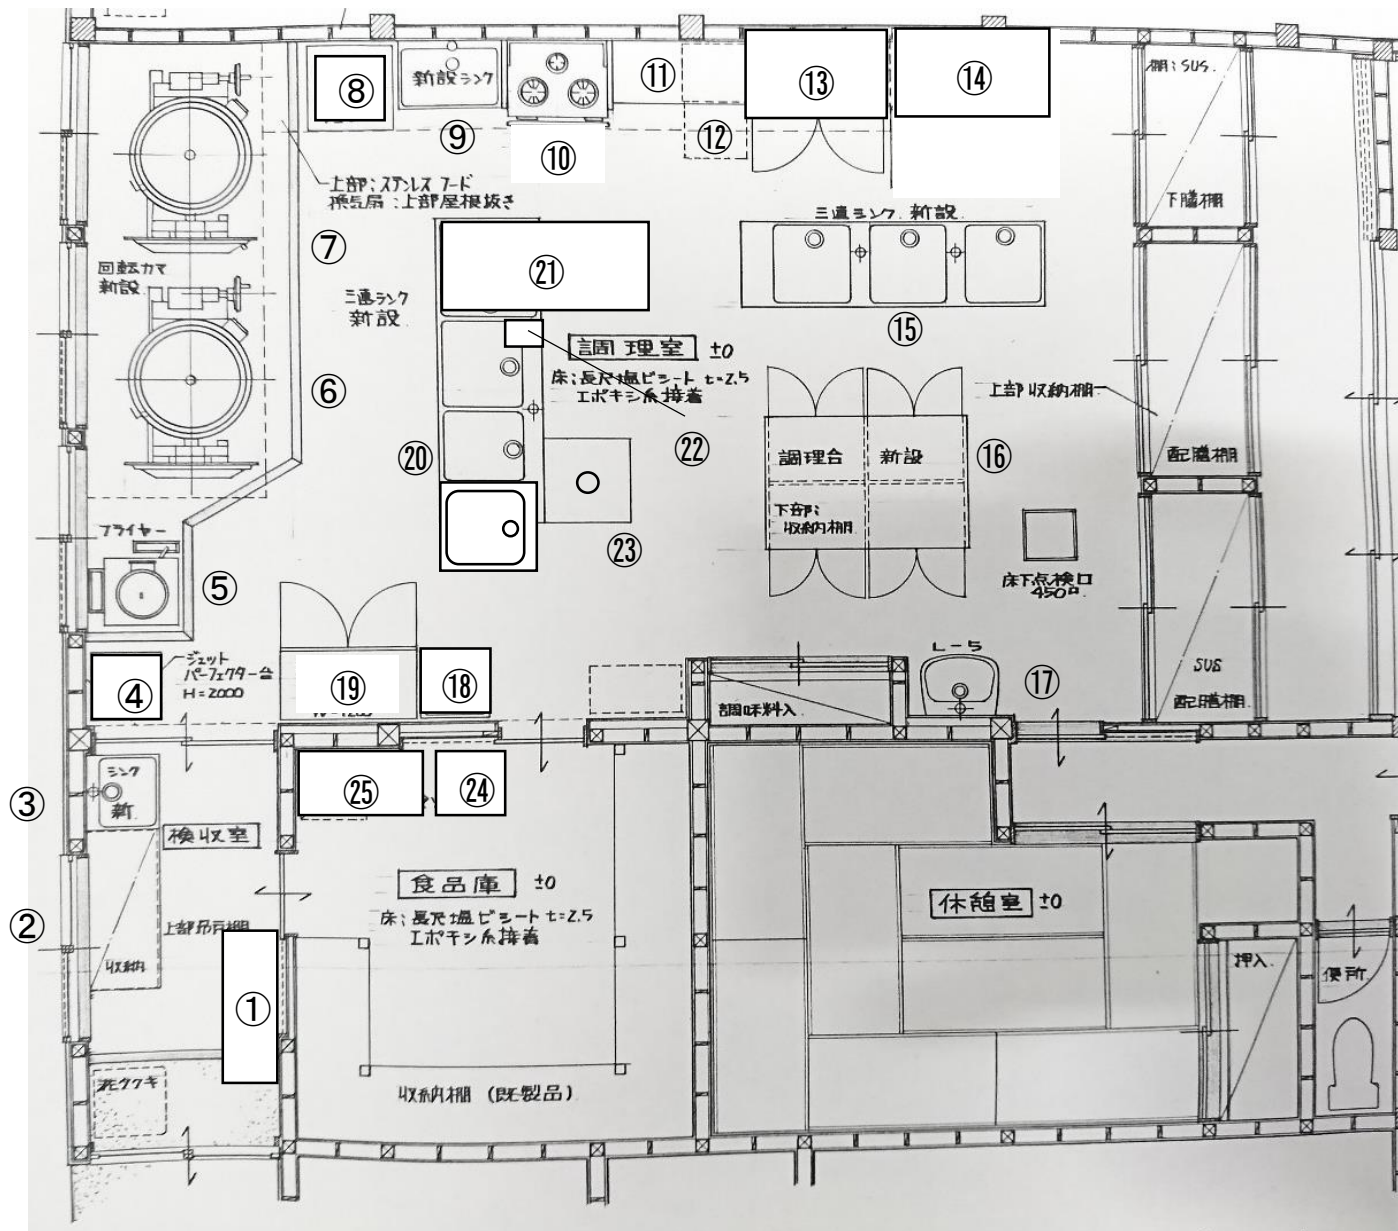 ⑧
新設シンク
⑪
⑬
⑭
棚:SUS.
⑨
⑩
⑫
上部:ステンレス フード
換気扇:上部屋根抜き
下膳棚
⑦
三連シンク 新設
回転カマ
新設
㉑
三連シンク
新設
⑮
調理室 ±0
床:長尺塩ビシート t=2.5
エポキシ系接着
⑥
上部収納棚
⑳
㉒
調理台 新設
⑯
配膳棚
下部:
収納棚
フライヤー
㉓
⑤
床下点検口
450□
ジェット
パーフェクター台
H=2000
④
⑲
⑱
L-5
⑰
SUS
配膳棚
調味料入
シンク
新
③
㉕
㉔
検収室
食品庫 ±0
床:長尺塩ビシート t=2.5
エポキシ系接着
休憩室 ±0
②
上部吊戸棚
収納
①
押入
便所
収納棚 (既製品)